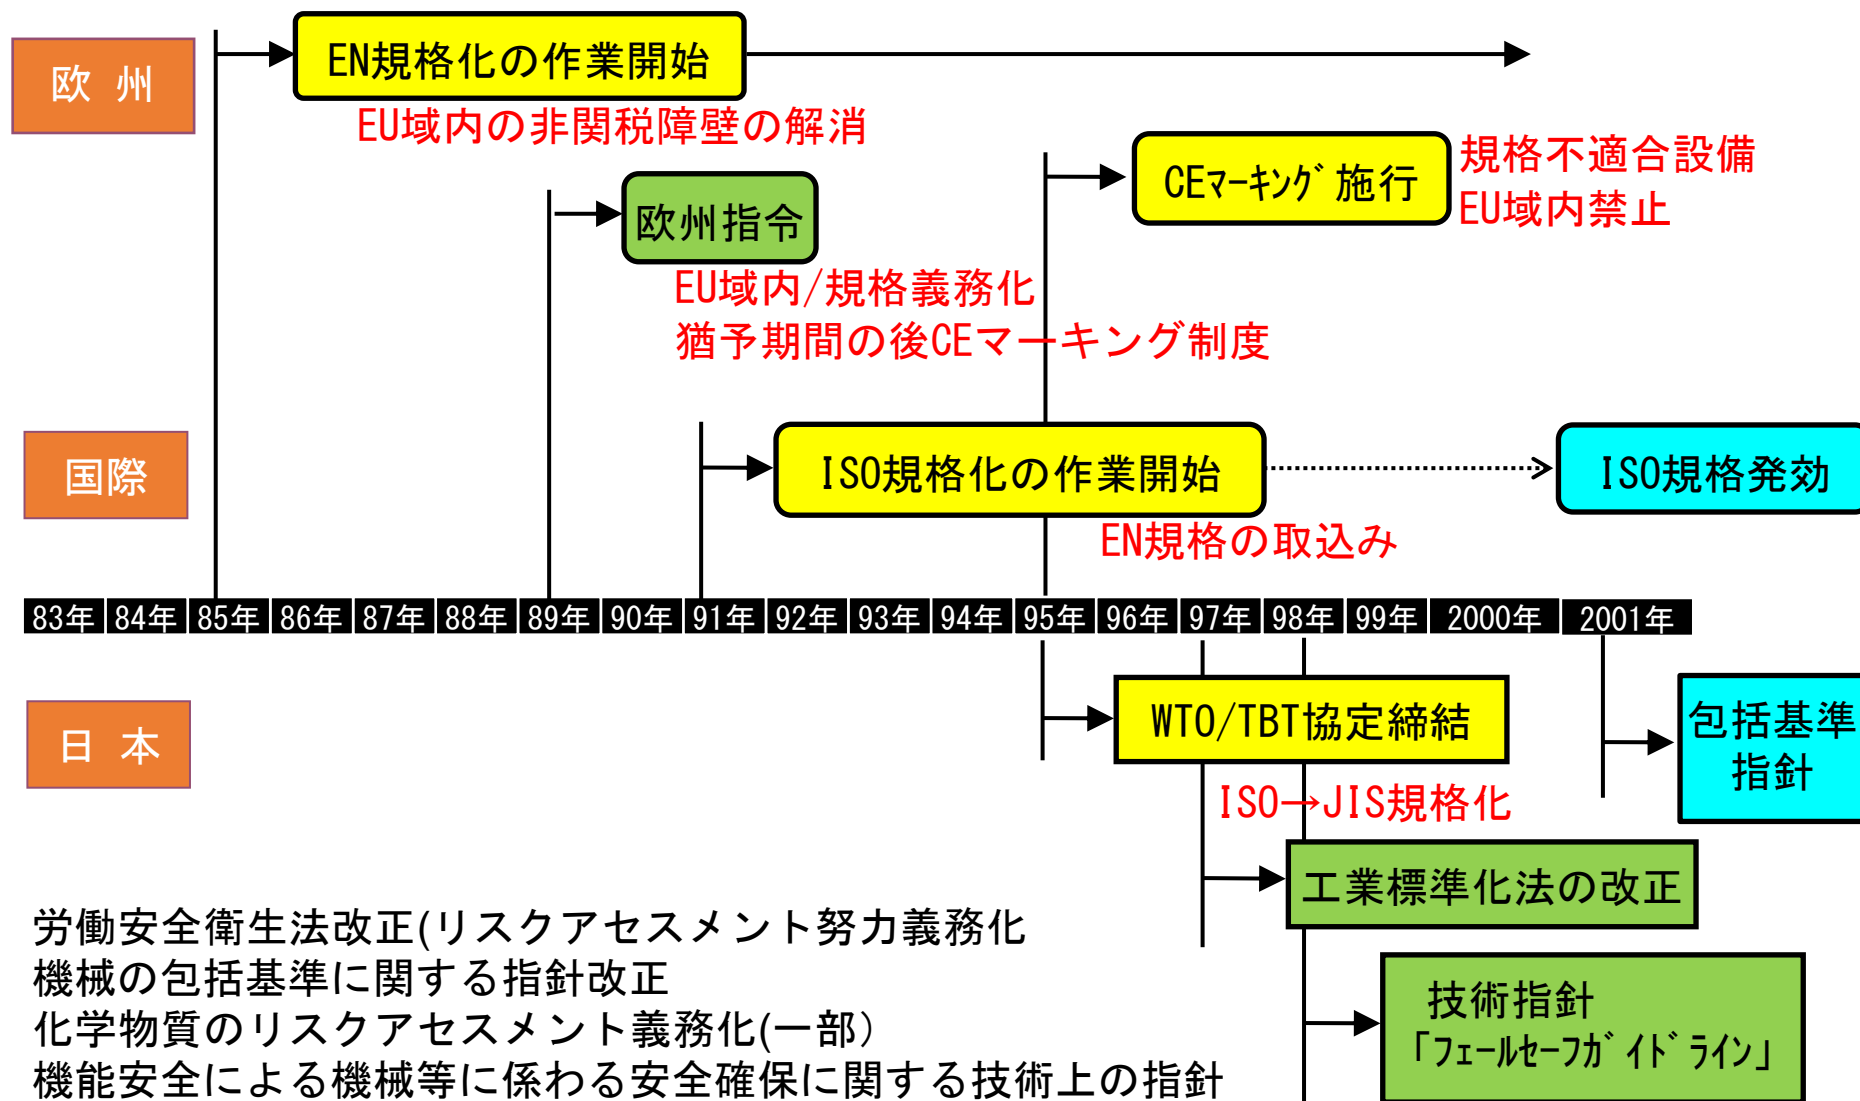 欧 州
EN規格化の作業開始
EU域内の非関税障壁の解消
CEﾏｰｷﾝｸﾞ施行
規格不適合設備
EU域内禁止
欧州指令
EU域内/規格義務化
猶予期間の後CEマーキング制度
国際
ISO規格化の作業開始
ISO規格発効
EN規格の取込み
83年 84年 85年 86年 87年 88年 89年 90年 91年 92年 93年 94年 95年 96年 97年 98年 99年 2000年 2001年
日 本
WTO/TBT協定締結
包括基準
指針
ISO→JIS規格化
工業標準化法の改正
技術指針
「ﾌｪｰﾙｾｰﾌｶﾞｲﾄﾞﾗｲﾝ」
労働安全衛生法改正(リスクアセスメント努力義務化
機械の包括基準に関する指針改正
化学物質のリスクアセスメント義務化(一部）
機能安全による機械等に係わる安全確保に関する技術上の指針